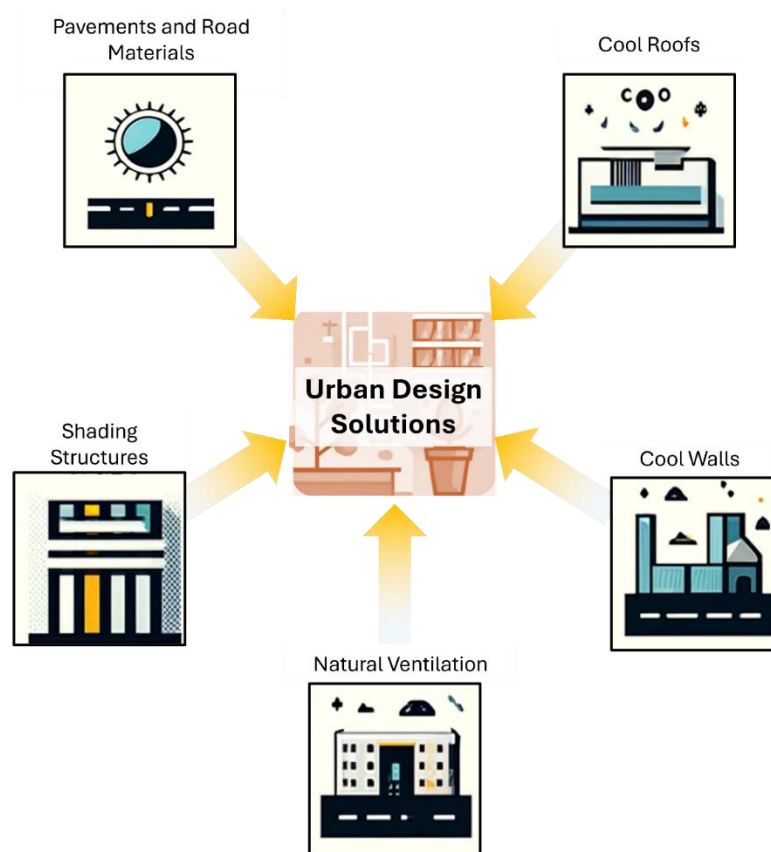 Pavements and Road
Materials
Cool Roofs
C O O
Urban Design
Solutions
Shading
Structures
Cool Walls
Natural Ventilation